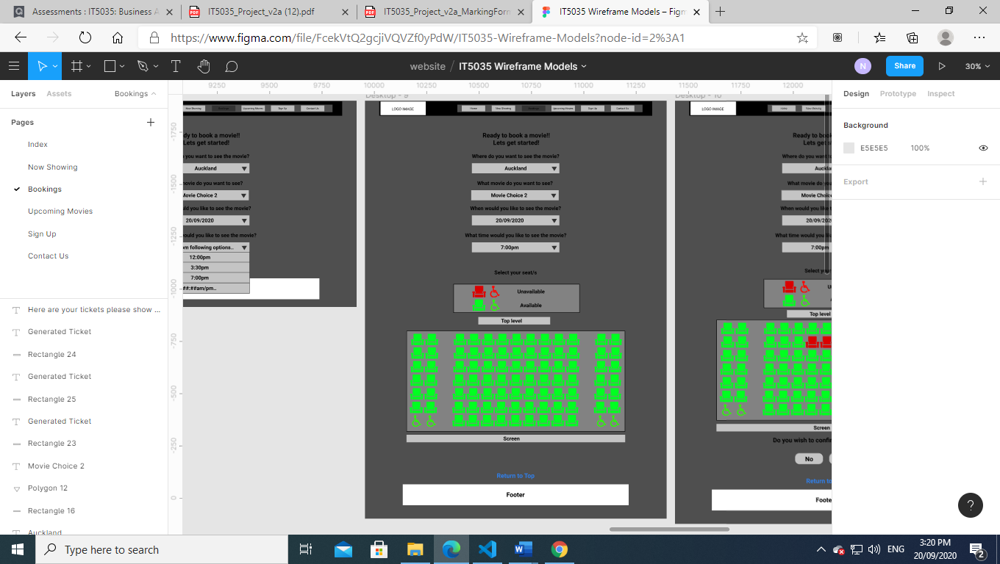 Assessments : IT5035: Business A
IT5035_Project_v2a (12).pdf
IT5035_Project_v2a_MarkingForm
IT5035 Wireframe Models – Figm
https://www.figma.com/file/FcekVtQ2gcjiVQVZf0yPdW/IT5035-Wireframe-Models?node-id=2%3A1
website / IT5035 Wireframe Models
N
Share
30%
Layers
Assets
Bookings
Pages
Index
Now Showing
Bookings
Upcoming Movies
Sign Up
Contact Us
Here are your tickets please show ...
Generated Ticket
Rectangle 24
Generated Ticket
Rectangle 25
Generated Ticket
Rectangle 23
Movie Choice 2
Polygon 12
Rectangle 16
Auckland
9250 9500 9750 10000 10250 10500 10750 11000 11250 11500 11750 12000
-1750
-1500
-1250
-1000
-750
-500
-250
0
Now Showing
Upcoming Movies
Sign Up
Contact Us
dy to book a movie!!
Lets get started!
you want to see the movie?
Auckland
ovie do you want to see?
Movie Choice 2
ld you like to see the movie?
20/09/2020
ould you like to see the movie?
om following options..
12:00pm
3:30pm
7:00pm
##:##am/pm..
Desktop - 9
LOGO IMAGE
Home
Now Showing
Upcoming Movies
Sign Up
Contact Us
Ready to book a movie!!
Lets get started!
Where do you want to see the movie?
Auckland
What movie do you want to see?
Movie Choice 2
When would you like to see the movie?
20/09/2020
What time would you like to see the movie?
7:00pm
Select your seat/s
Unavailable
Available
Top level
Screen
Return to Top
Footer
Desktop - 10
LOGO IMAGE
Home
Now Showing
Ready to book
Lets get
Where do you want
Auckla
What movie do you
Movie Choice
When would you lik
20/09/202
What time would you lik
7:00pm
Select your
U
Top level
Screen
Do you wish to confir
No
Return to
Foote
Design
Prototype
Inspect
Background
E5E5E5
100%
Export
?
Type here to search
ENG
3:20 PM
20/09/2020
2